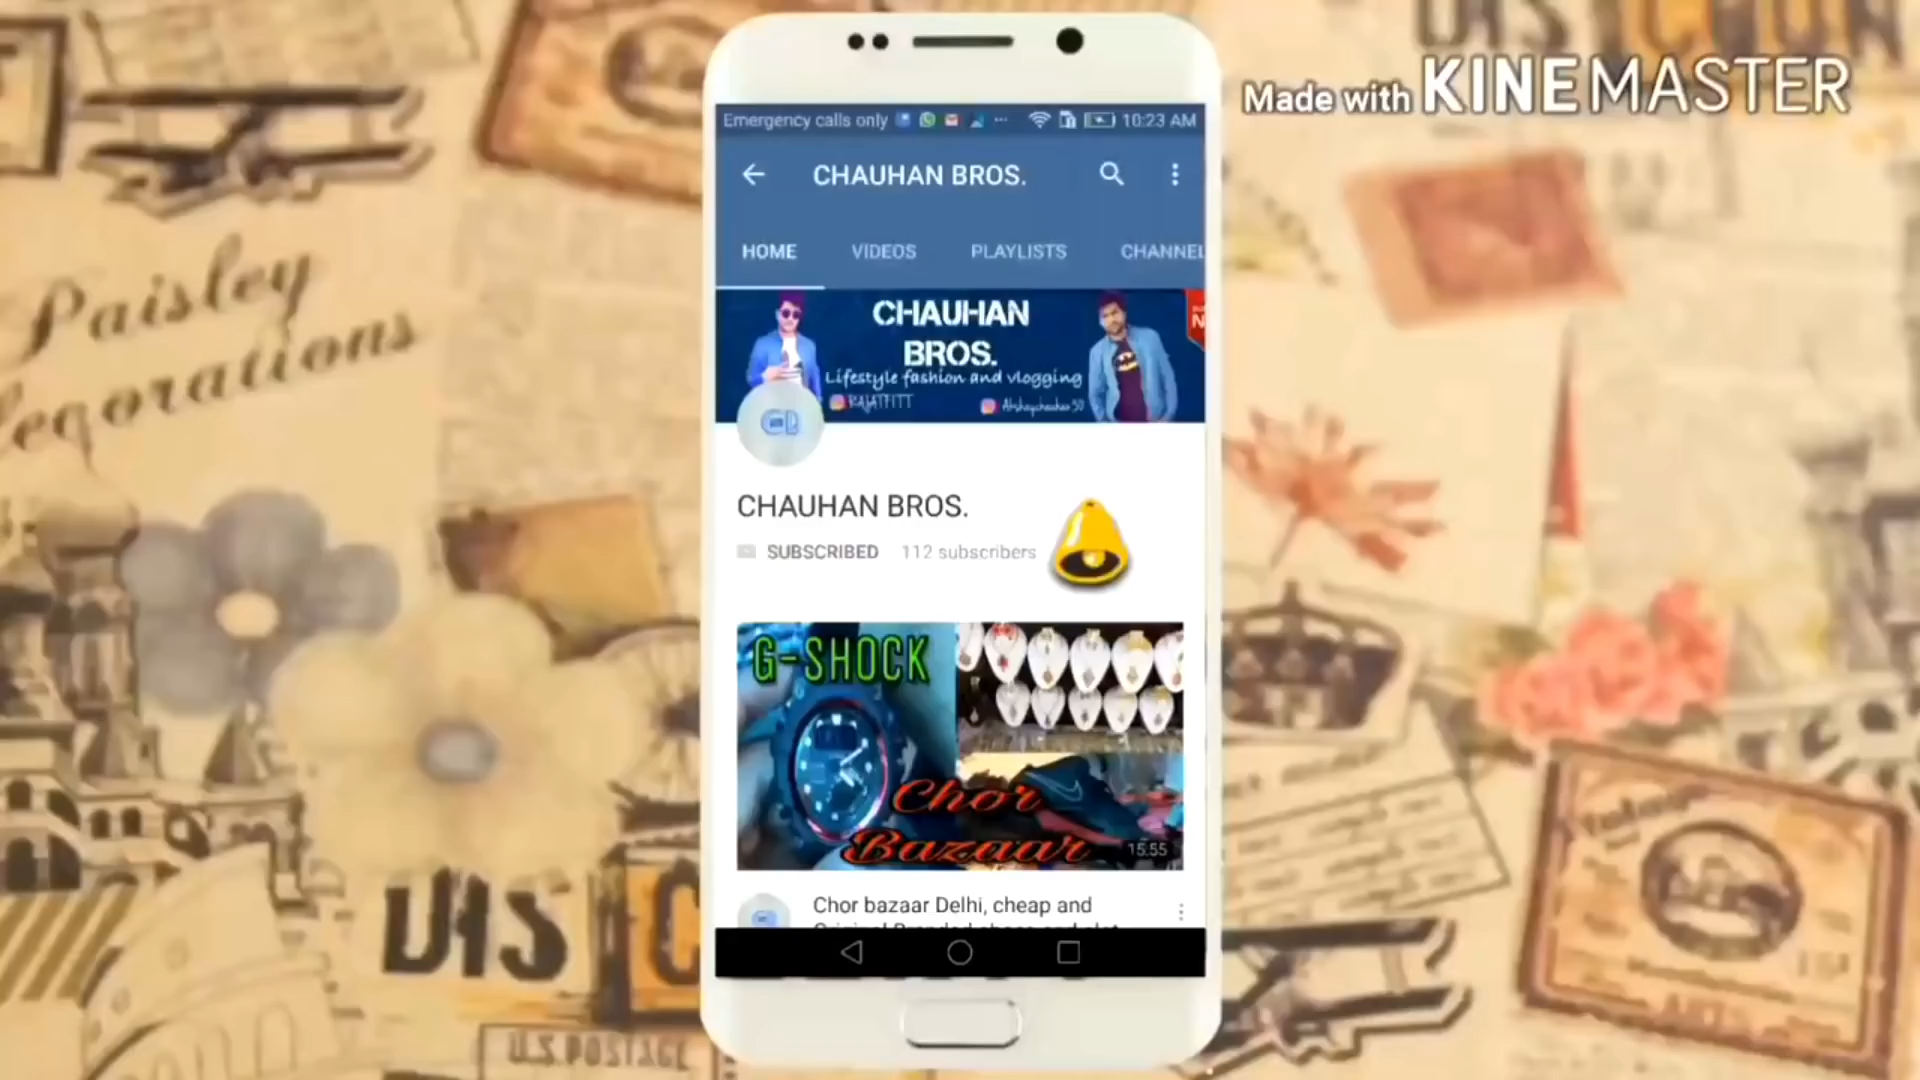 Made with KINEMASTER
Emergency calls only
10:23 AM
CHAUHAN BROS.
HOME VIDEOS PLAYLISTS CHANNEL
CHAUHAN
BROS.
Lifestyle fashion and vlogging
RAJATFITT
CHAUHAN BROS.
SUBSCRIBED 112 subscribers
G-SHOCK
Chor
Bazaar
15:55
Chor bazaar Delhi, cheap and
Paisley
DIS
U.S.POSTAGE